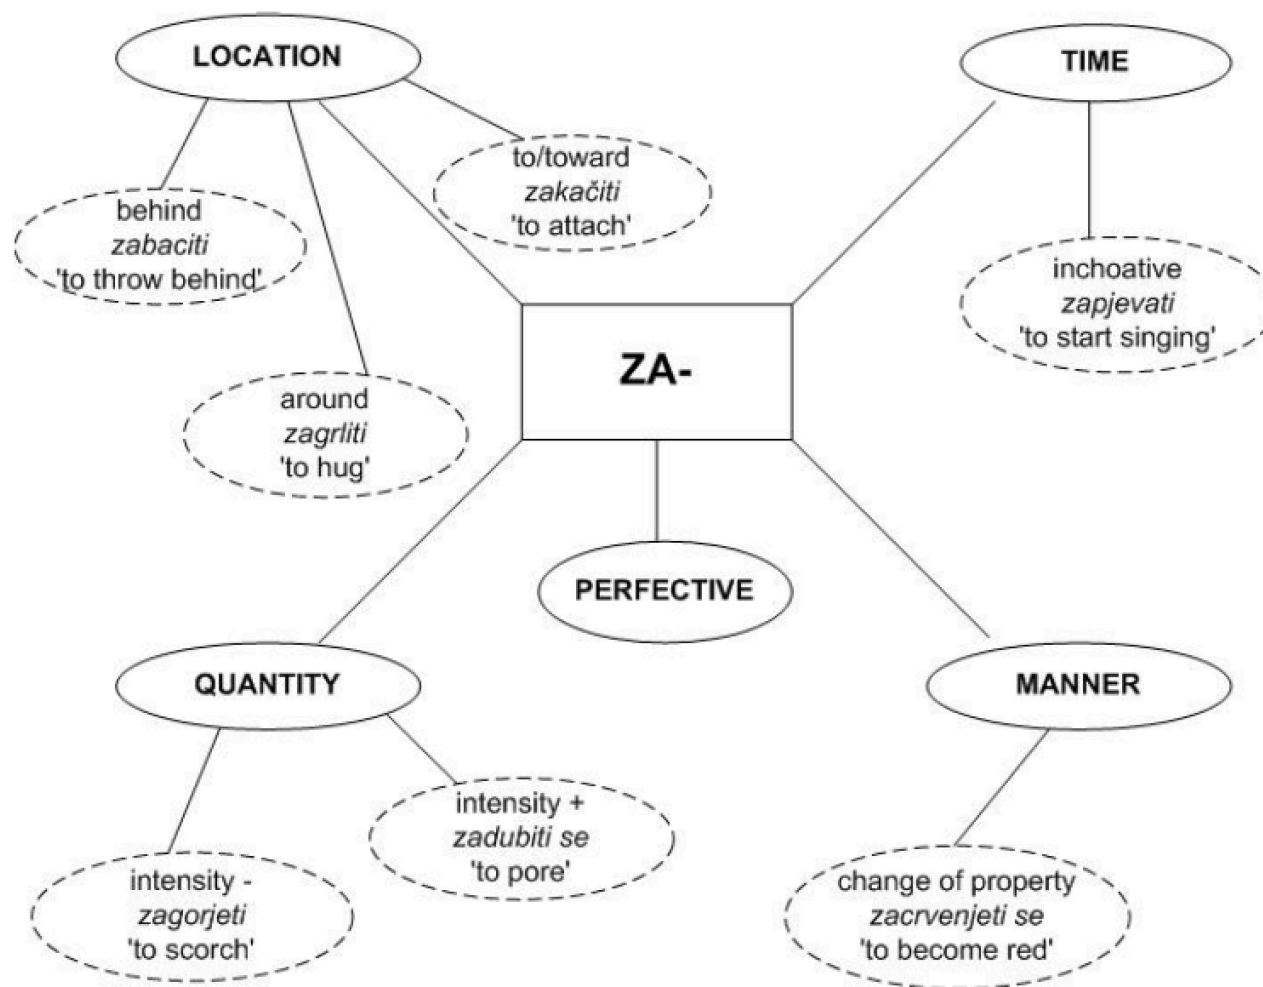 LOCATION
TIME
to/toward
zakačiti
'to attach'
behind
zabaciti
'to throw behind'
inchoative
zapjevati
'to start singing'
ZA-
around
zagrliti
'to hug'
PERFECTIVE
QUANTITY
MANNER
intensity +
zadubiti se
'to pore'
intensity -
zagorjeti
'to scorch'
change of property
zacrvenjeti se
'to become red'